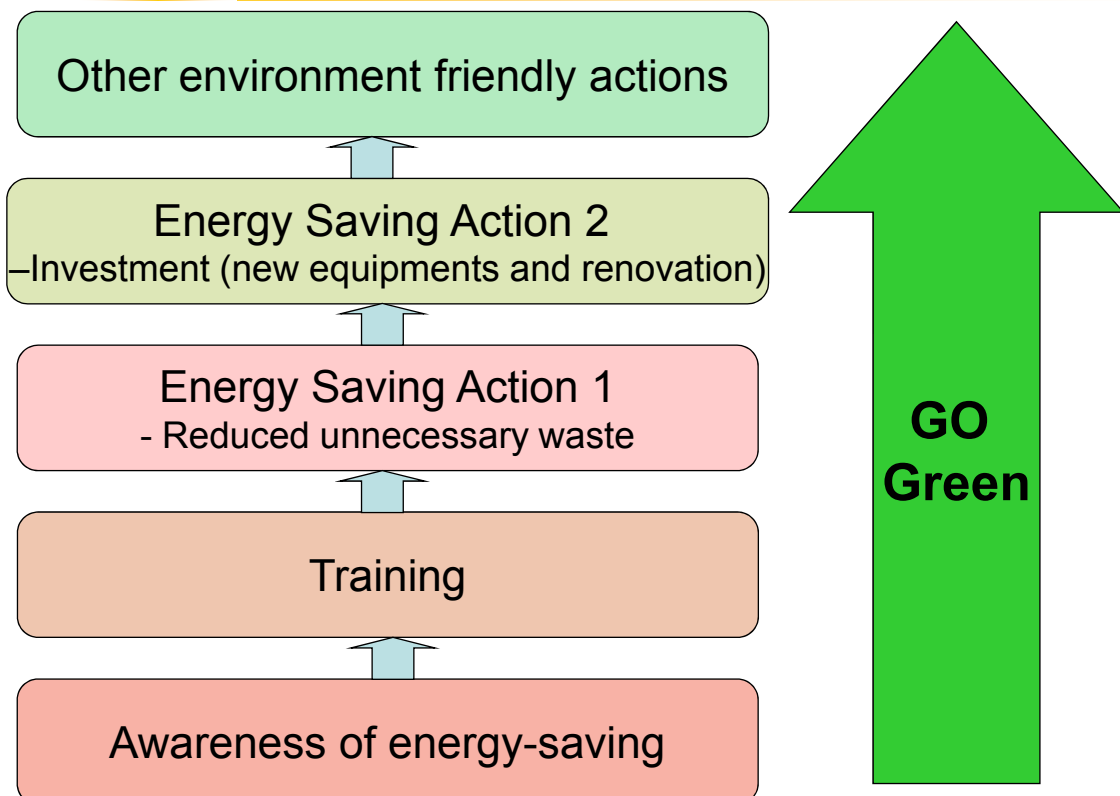 Other environment friendly actions
Energy Saving Action 2
–Investment (new equipments and renovation)
Energy Saving Action 1
- Reduced unnecessary waste
Training
Awareness of energy-saving
GO
Green